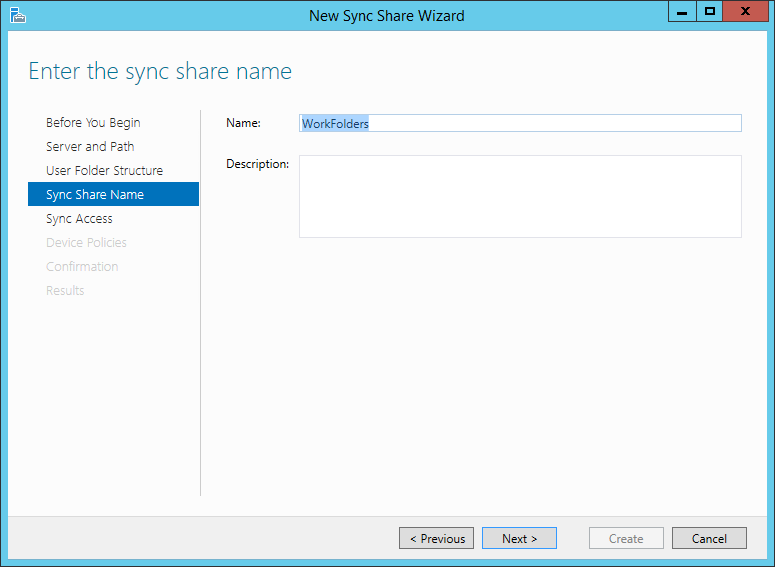 New Sync Share Wizard
Enter the sync share name
Before You Begin
Server and Path
User Folder Structure
Sync Share Name
Sync Access
Device Policies
Confirmation
Results
Name:
WorkFolders
Description:
< Previous
Next >
Create
Cancel